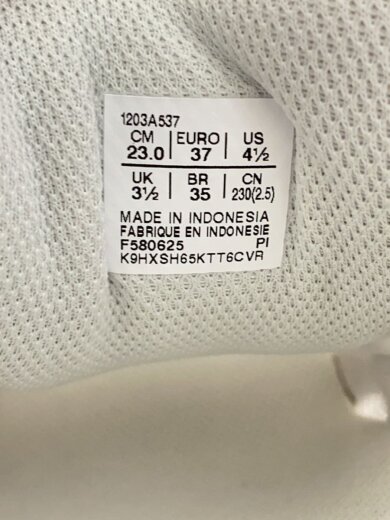 1203A537
CM | EURO | US
23.0 | 37 | 4½
UK | BR | CN
3½ | 35 | 230(2.5)
MADE IN INDONESIA
FABRIQUE EN INDONESIE
F580625 PI
K9HXSH65KTT6CVR